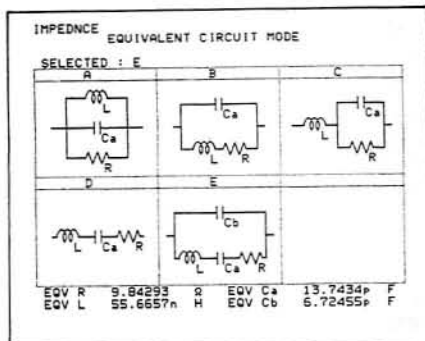 IMPEDNCE
EQUIVALENT CIRCUIT MODE
SELECTED : E
A B C
L Ca R
Ca L R
Ca L R
D E
L Ca R
Cb L Ca R
EQV R 9.84293 Ω EQV Ca 13.7434p F
EQV L 55.6657n H EQV Cb 6.72455p F